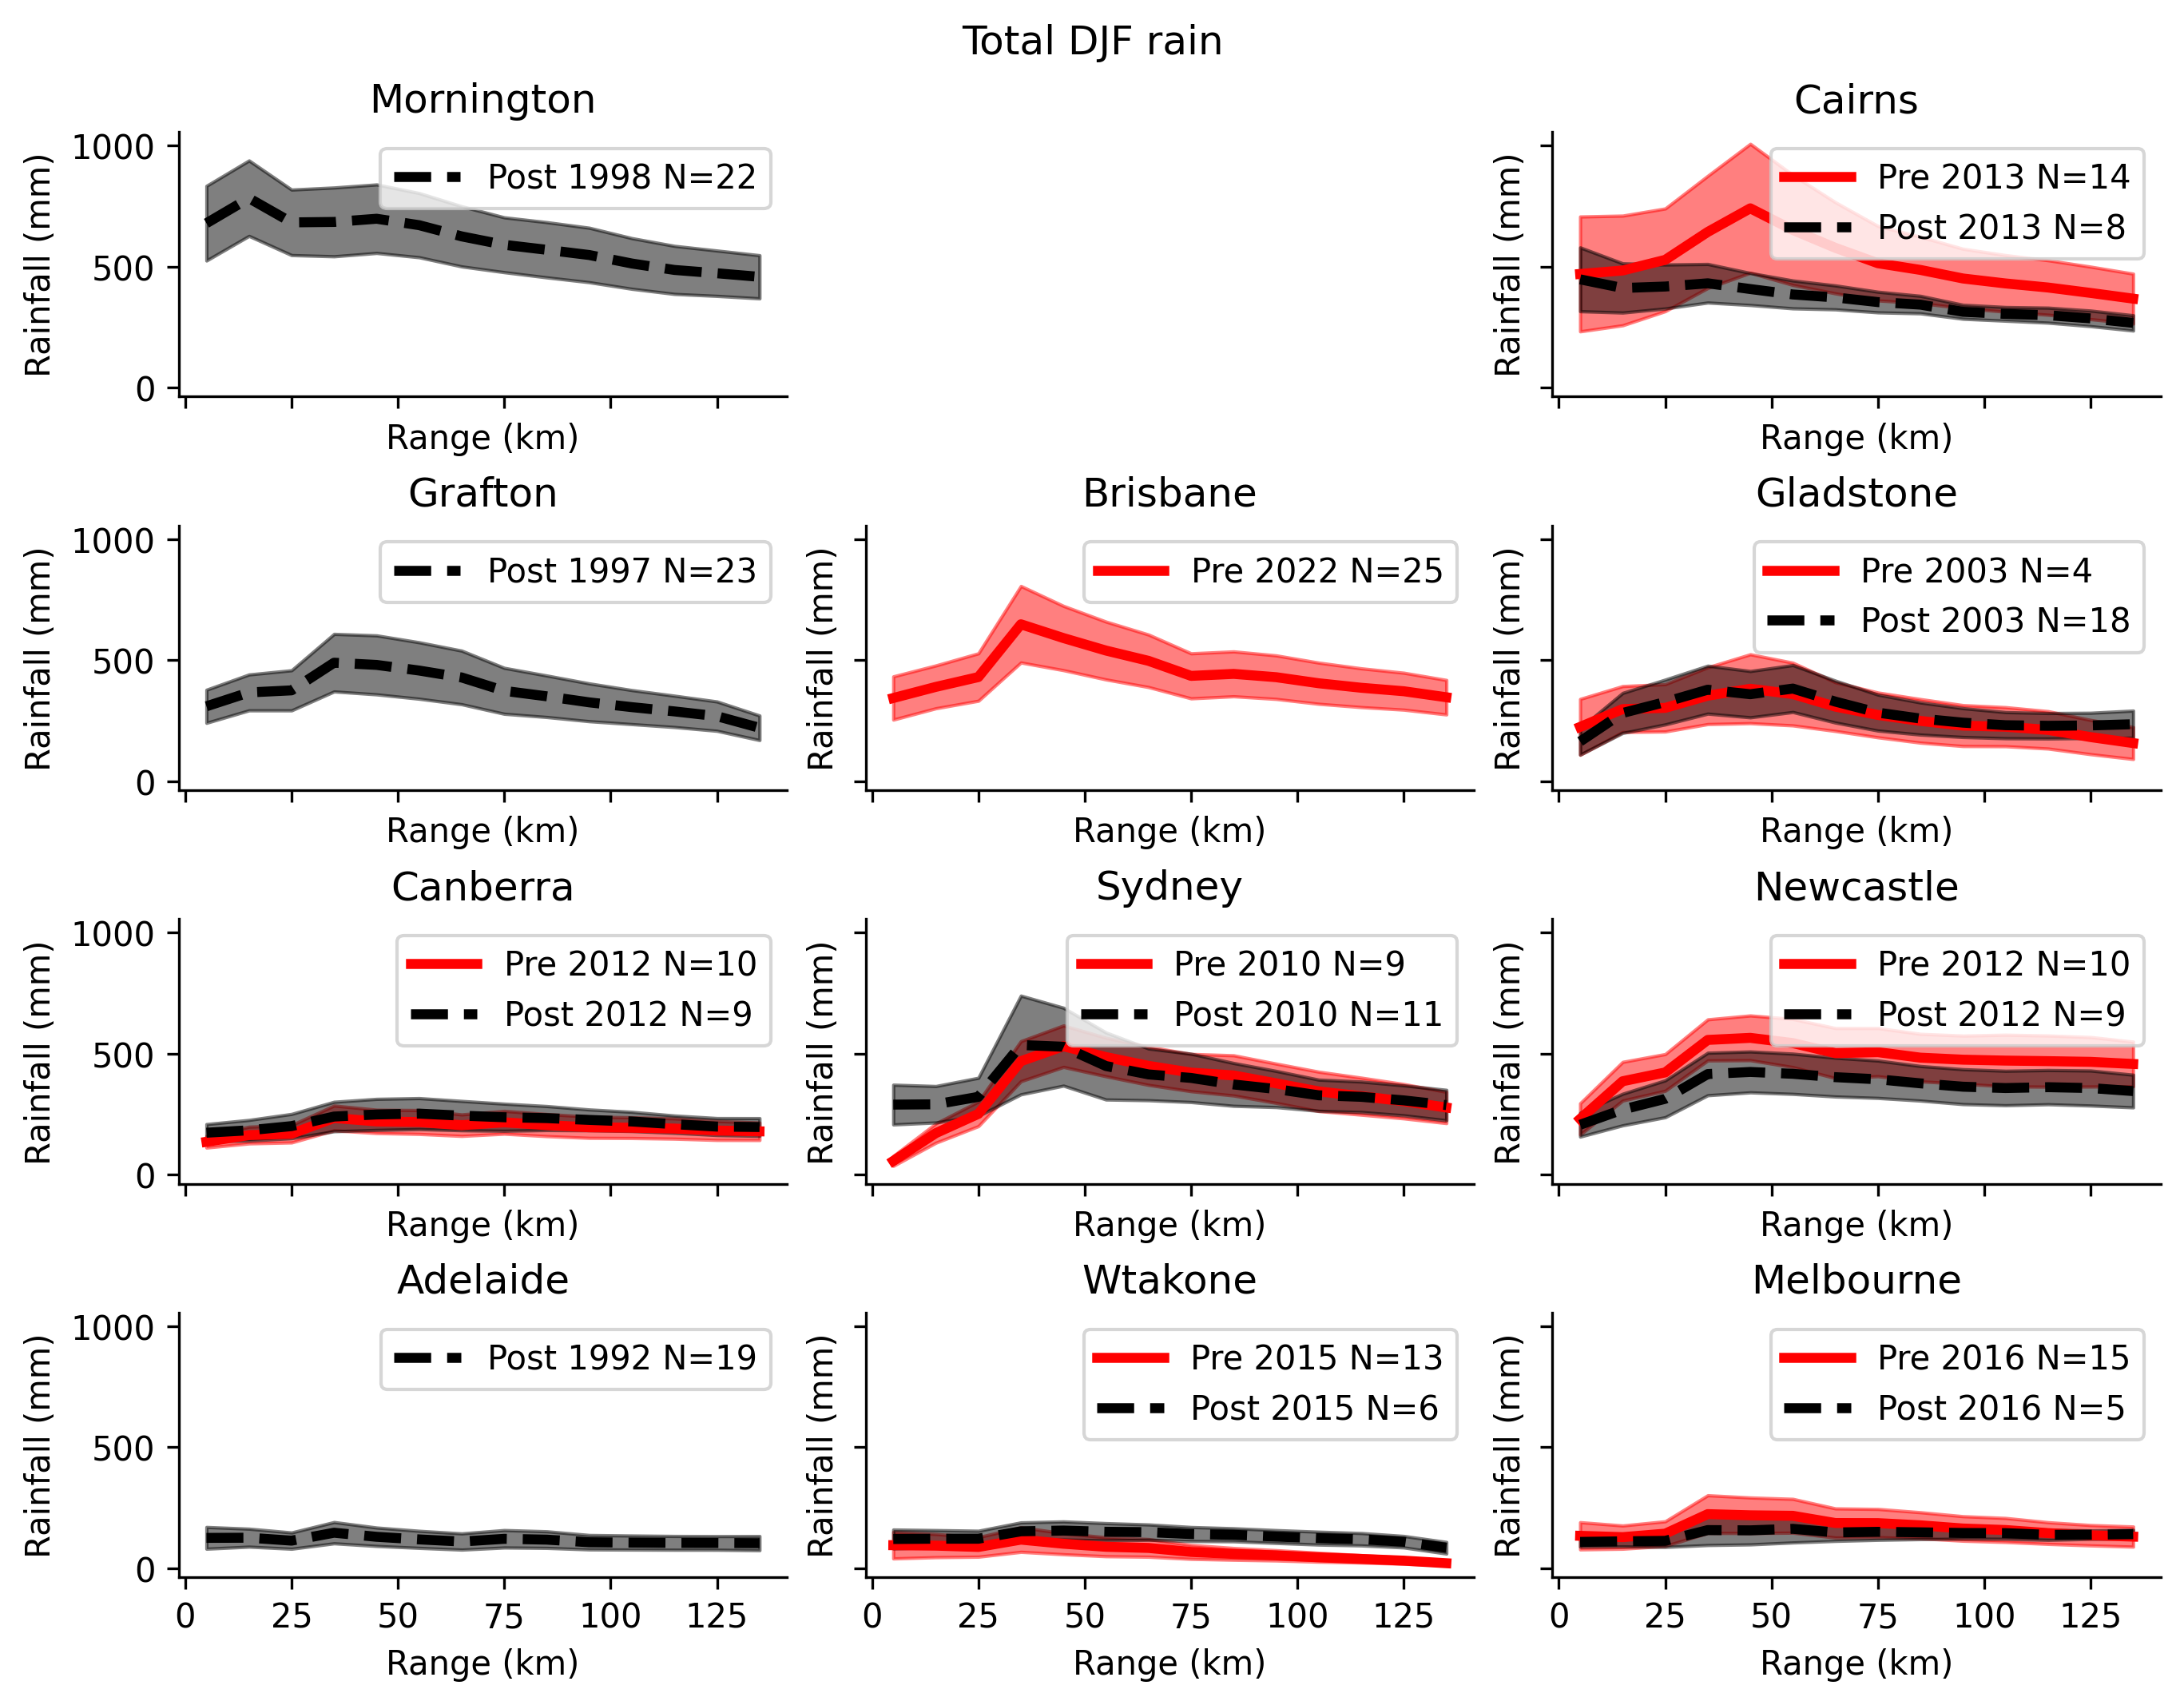 Total DJF rain
Mornington
1000
500
0
Rainfall (mm)
Post 1998 N=22
Range (km)
Cairns
Rainfall (mm)
Pre 2013 N=14
Post 2013 N=8
Range (km)
Grafton
1000
500
0
Rainfall (mm)
Post 1997 N=23
Range (km)
Brisbane
Rainfall (mm)
Pre 2022 N=25
Range (km)
Gladstone
Rainfall (mm)
Pre 2003 N=4
Post 2003 N=18
Range (km)
Canberra
1000
500
0
Rainfall (mm)
Pre 2012 N=10
Post 2012 N=9
Range (km)
Sydney
Rainfall (mm)
Pre 2010 N=9
Post 2010 N=11
Range (km)
Newcastle
Rainfall (mm)
Pre 2012 N=10
Post 2012 N=9
Range (km)
Adelaide
1000
500
0
Rainfall (mm)
Post 1992 N=19
0 25 50 75 100 125
Range (km)
Wtakone
Rainfall (mm)
Pre 2015 N=13
Post 2015 N=6
0 25 50 75 100 125
Range (km)
Melbourne
Rainfall (mm)
Pre 2016 N=15
Post 2016 N=5
0 25 50 75 100 125
Range (km)